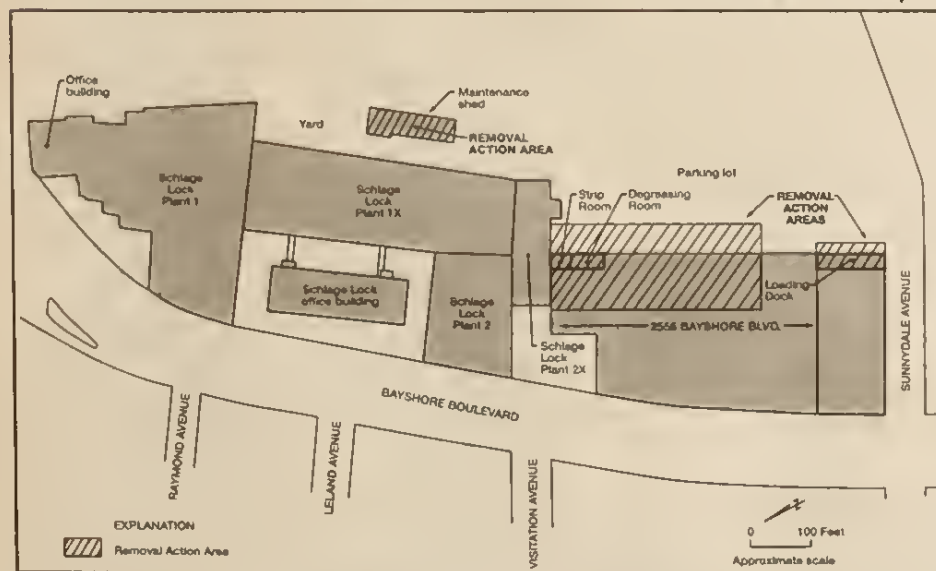 Office
building
Maintenance
shed
Yard
REMOVAL
ACTION AREA
Schlage
Lock
Plant 1
Schlage
Lock
Plant 1X
Parking lot
Strip
Room
Degreasing
Room
REMOVAL
ACTION
AREAS
Schlage Lock
office building
Schlage
Lock
Plant 2
Loading
Dock
2555 BAYSHORE BLVD.
Schlage
Lock
Plant 2X
SUNNYDALE AVENUE
BAYSHORE BOULEVARD
RAYMOND AVENUE
LELAND AVENUE
VISITATION AVENUE
EXPLANATION
Removal Action Area
0 100 Feet
Approximate scale